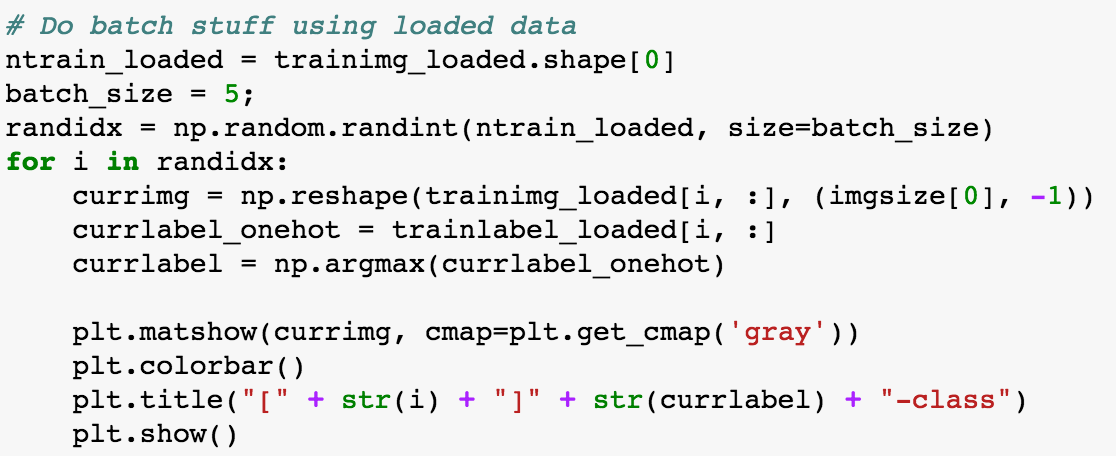 # Do batch stuff using loaded data
ntrain_loaded = trainimg_loaded.shape[0]
batch_size = 5;
randidx = np.random.randint(ntrain_loaded, size=batch_size)
for i in randidx:
    currimg = np.reshape(trainimg_loaded[i, :], (imgsize[0], -1))
    currlabel_onehot = trainlabel_loaded[i, :]
    currlabel = np.argmax(currlabel_onehot)

    plt.matshow(currimg, cmap=plt.get_cmap('gray'))
    plt.colorbar()
    plt.title("[" + str(i) + "]" + str(currlabel) + "-class")
    plt.show()